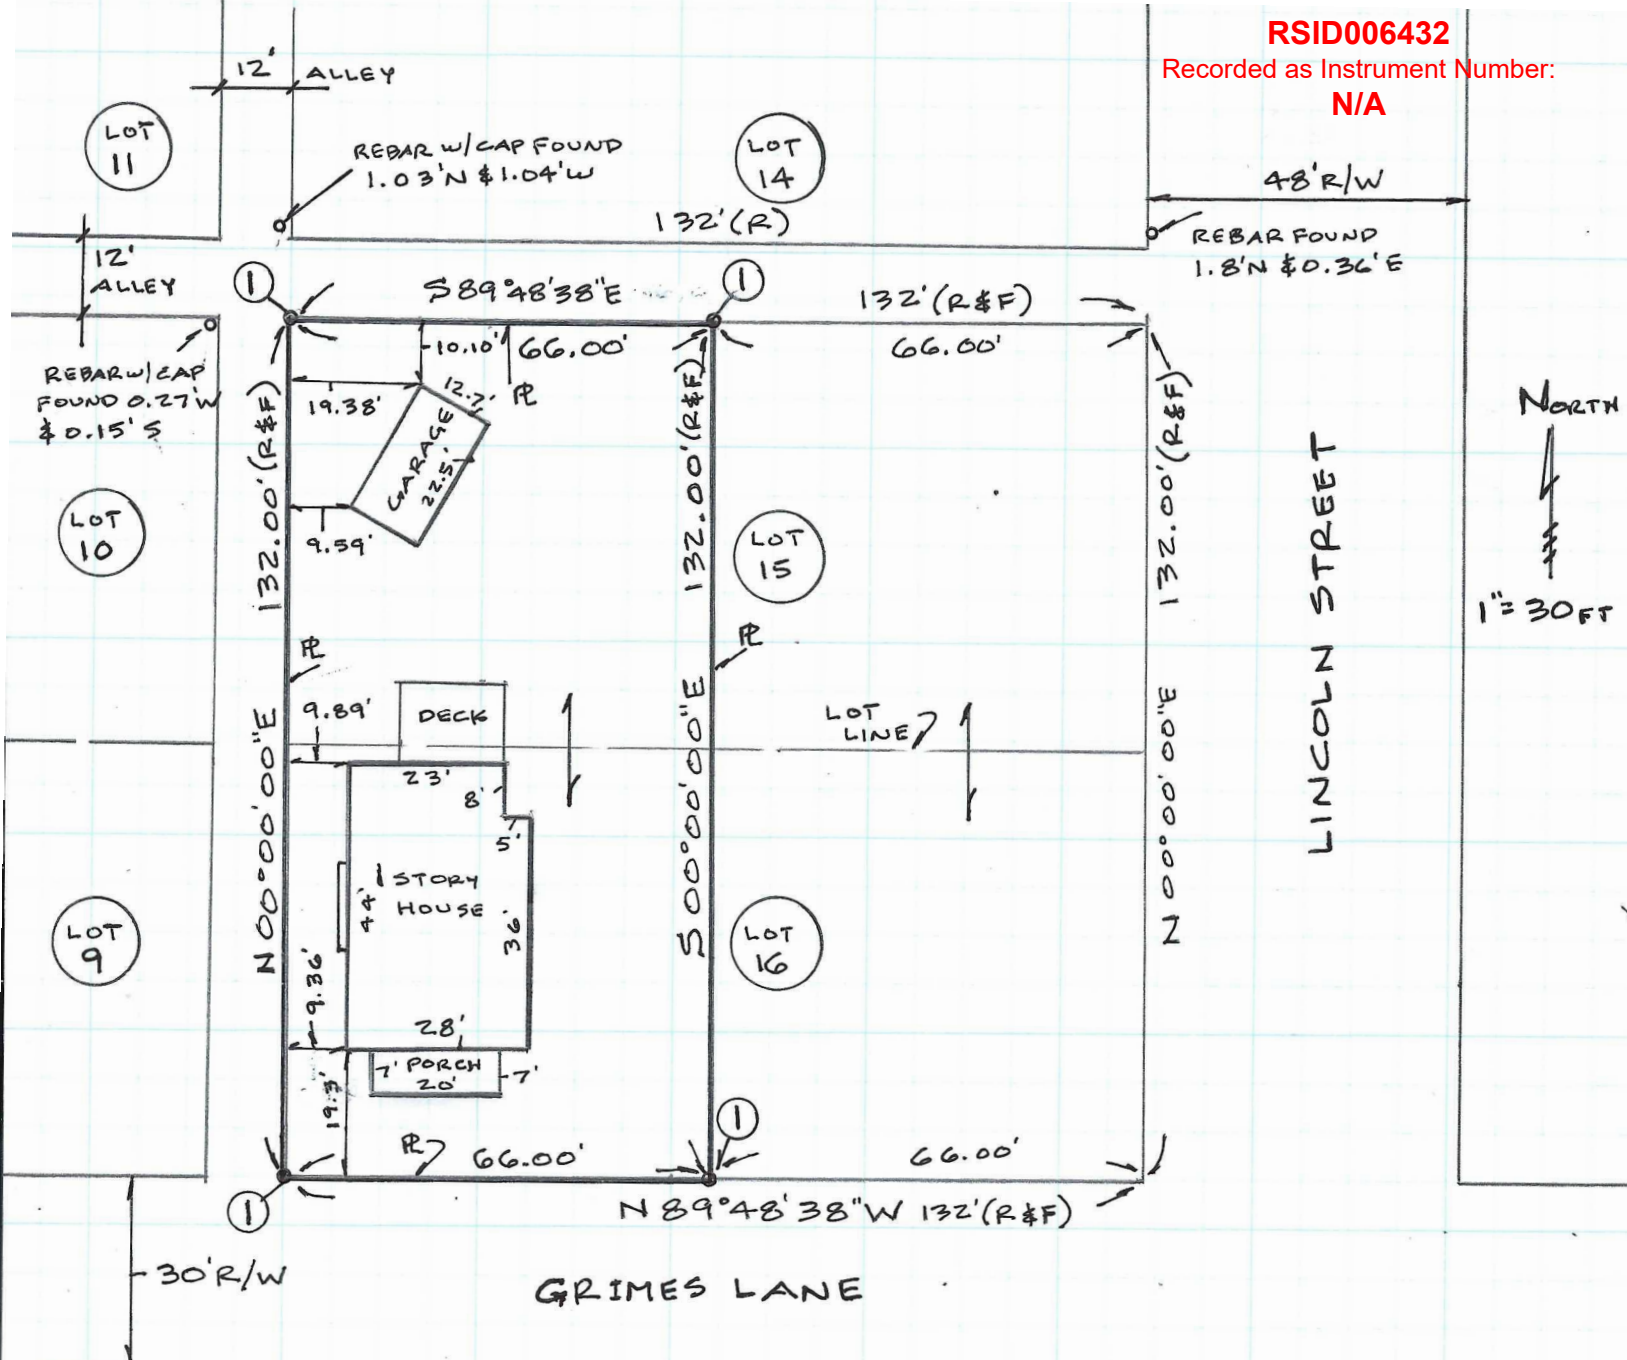 RSID006432
Recorded as Instrument Number:
N/A
12'
ALLEY
LOT
11
REBAR W/CAP FOUND
1.03'N & 1.04'W
LOT
14
48'R/W
132'(R)
REBAR FOUND
1.8'N & 0.36'E
12'
ALLEY
1
S 89°48'38"E
1
132'(R&F)
10.10'
66.00'
66.00'
REBAR W/CAP
FOUND 0.27'W
& 0.15'S
19.38'
12.7'
PL
NORTH
132.00'(R&F)
GARAGE
22.5'
132.00'(R&F)
132.00'(R&F)
LOT
10
9.59'
LOT
15
1"= 30 FT
PL
PL
LINCOLN STREET
9.89'
DECK
LOT
LINE
N 00°00'00"E
23'
8'
5'
S 00°00'00"E
N 00°00'00"E
1 STORY
HOUSE
44'
36'
LOT
9
LOT
16
9.36'
28'
7'
PORCH
20'
7'
19.3'
1
PL
66.00'
66.00'
1
N 89°48'38"W 132'(R&F)
30'R/W
GRIMES LANE